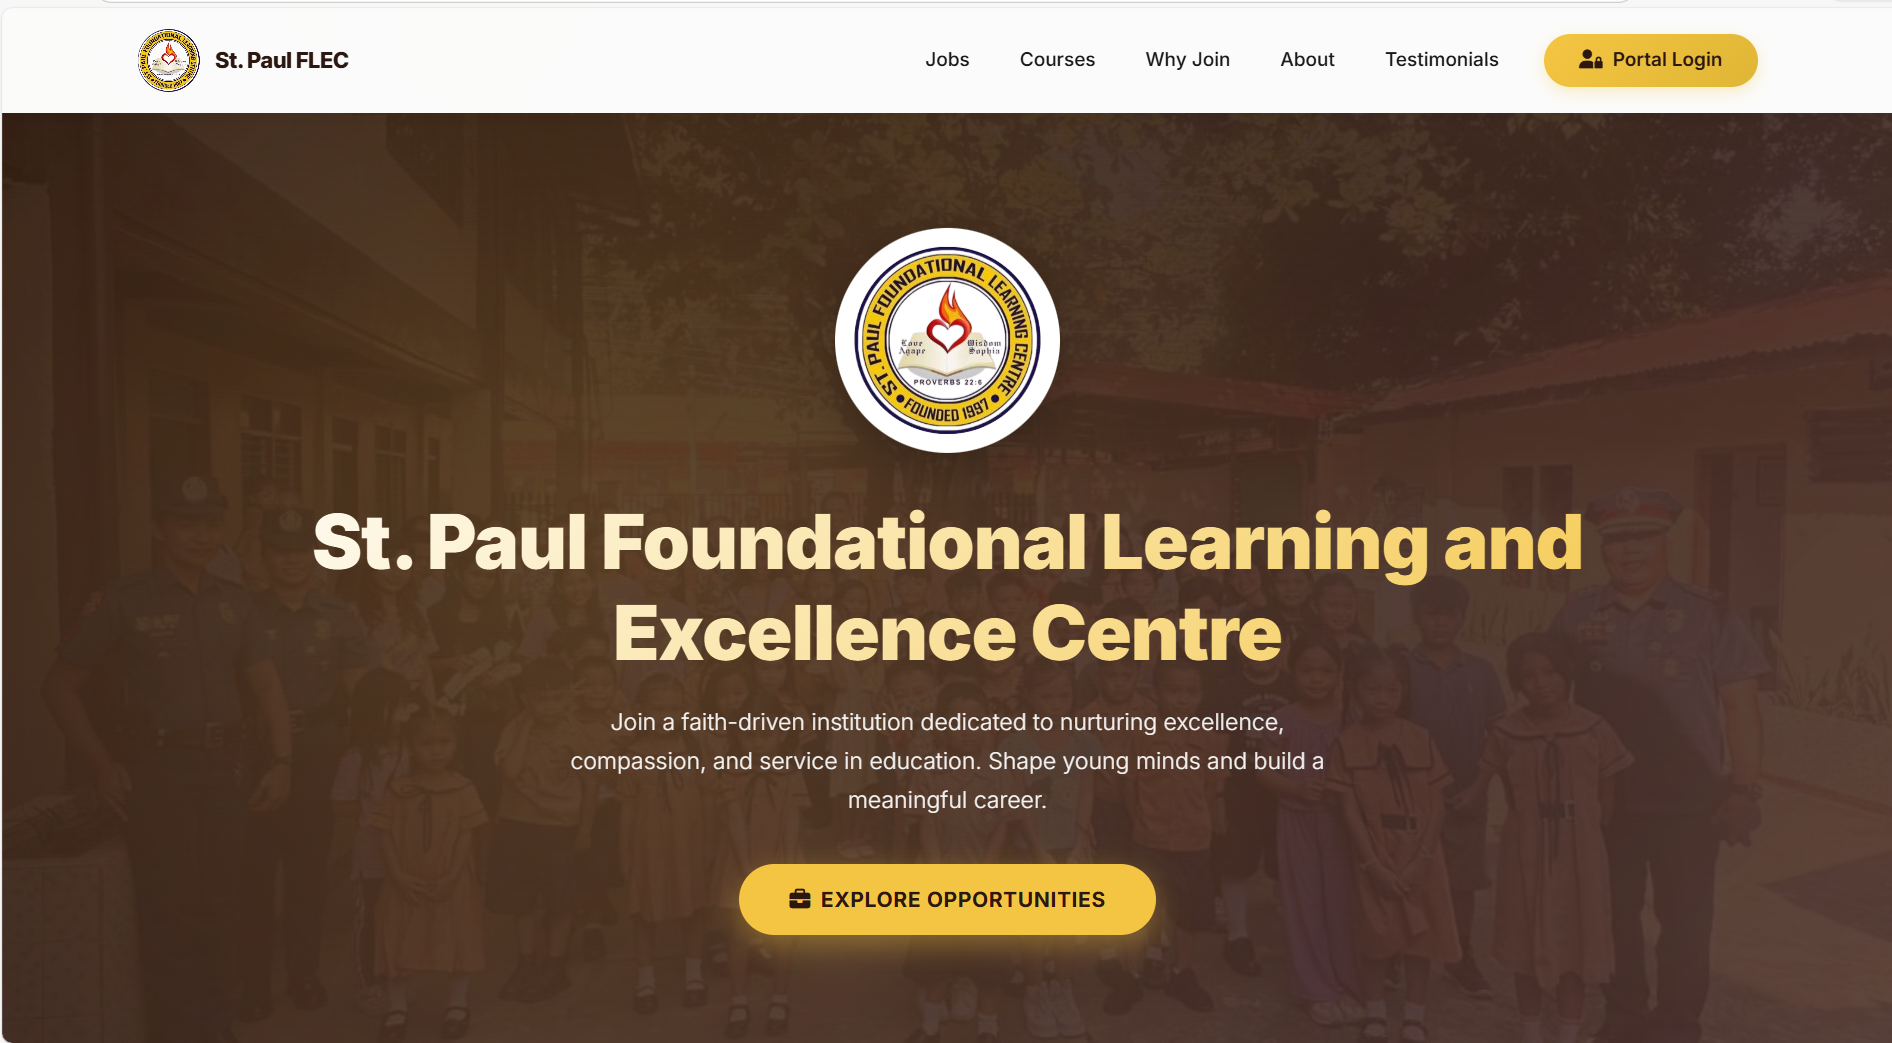 St. Paul FLEC
Jobs
Courses
Why Join
About
Testimonials
Portal Login
ST. PAUL FOUNDATIONAL LEARNING CENTRE
Love
Agape
Wisdom
Sophia
PROVERBS 22:6
FOUNDED 1997
St. Paul Foundational Learning and
Excellence Centre
Join a faith-driven institution dedicated to nurturing excellence,
compassion, and service in education. Shape young minds and build a
meaningful career.
EXPLORE OPPORTUNITIES